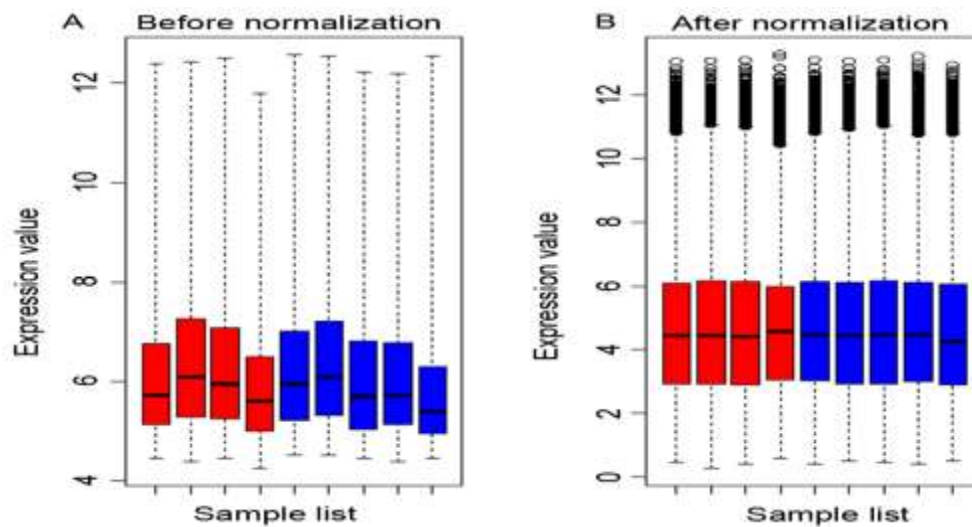 A Before normalization
12
10
8
6
4
Expression value
Sample list
B After normalization
12
10
8
6
4
2
0
Expression value
Sample list